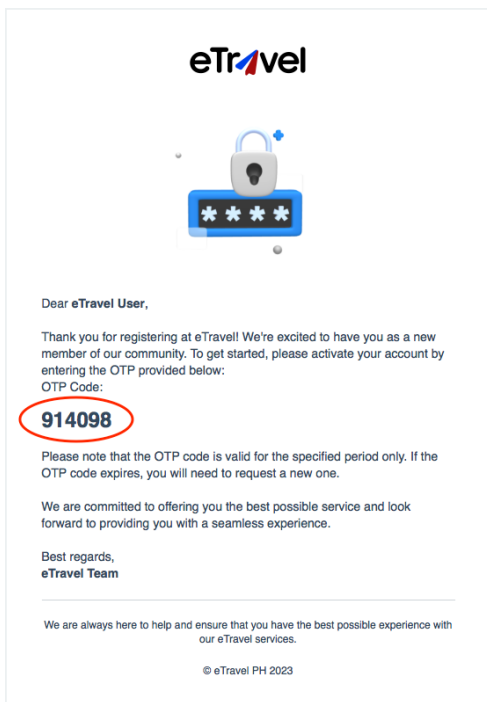 eTravel
* * * *
Dear eTravel User,
Thank you for registering at eTravel! We're excited to have you as a new
member of our community. To get started, please activate your account by
entering the OTP provided below:
OTP Code:
914098
Please note that the OTP code is valid for the specified period only. If the
OTP code expires, you will need to request a new one.
We are committed to offering you the best possible service and look
forward to providing you with a seamless experience.
Best regards,
eTravel Team
We are always here to help and ensure that you have the best possible experience with
our eTravel services.
© eTravel PH 2023